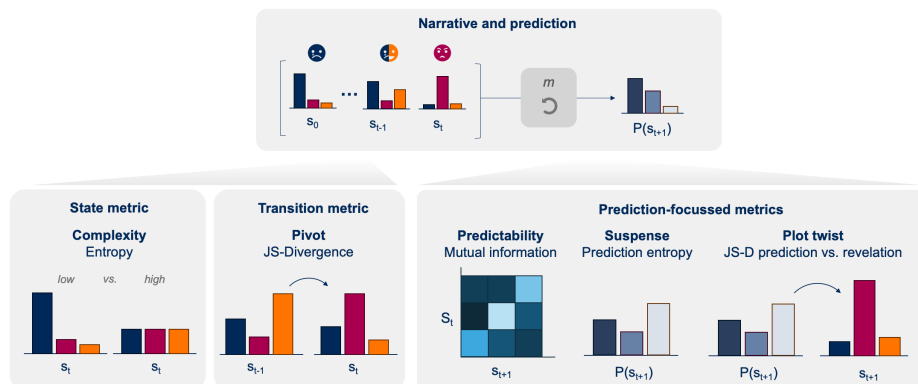 Narrative and prediction
m
...
s0
st-1
st
P(st+1)
State metric
Complexity
Entropy
low vs. high
st
st
Transition metric
Pivot
JS-Divergence
st-1
st
Prediction-focussed metrics
Predictability
Mutual information
St
st+1
Suspense
Prediction entropy
P(st+1)
Plot twist
JS-D prediction vs. revelation
P(st+1)
st+1